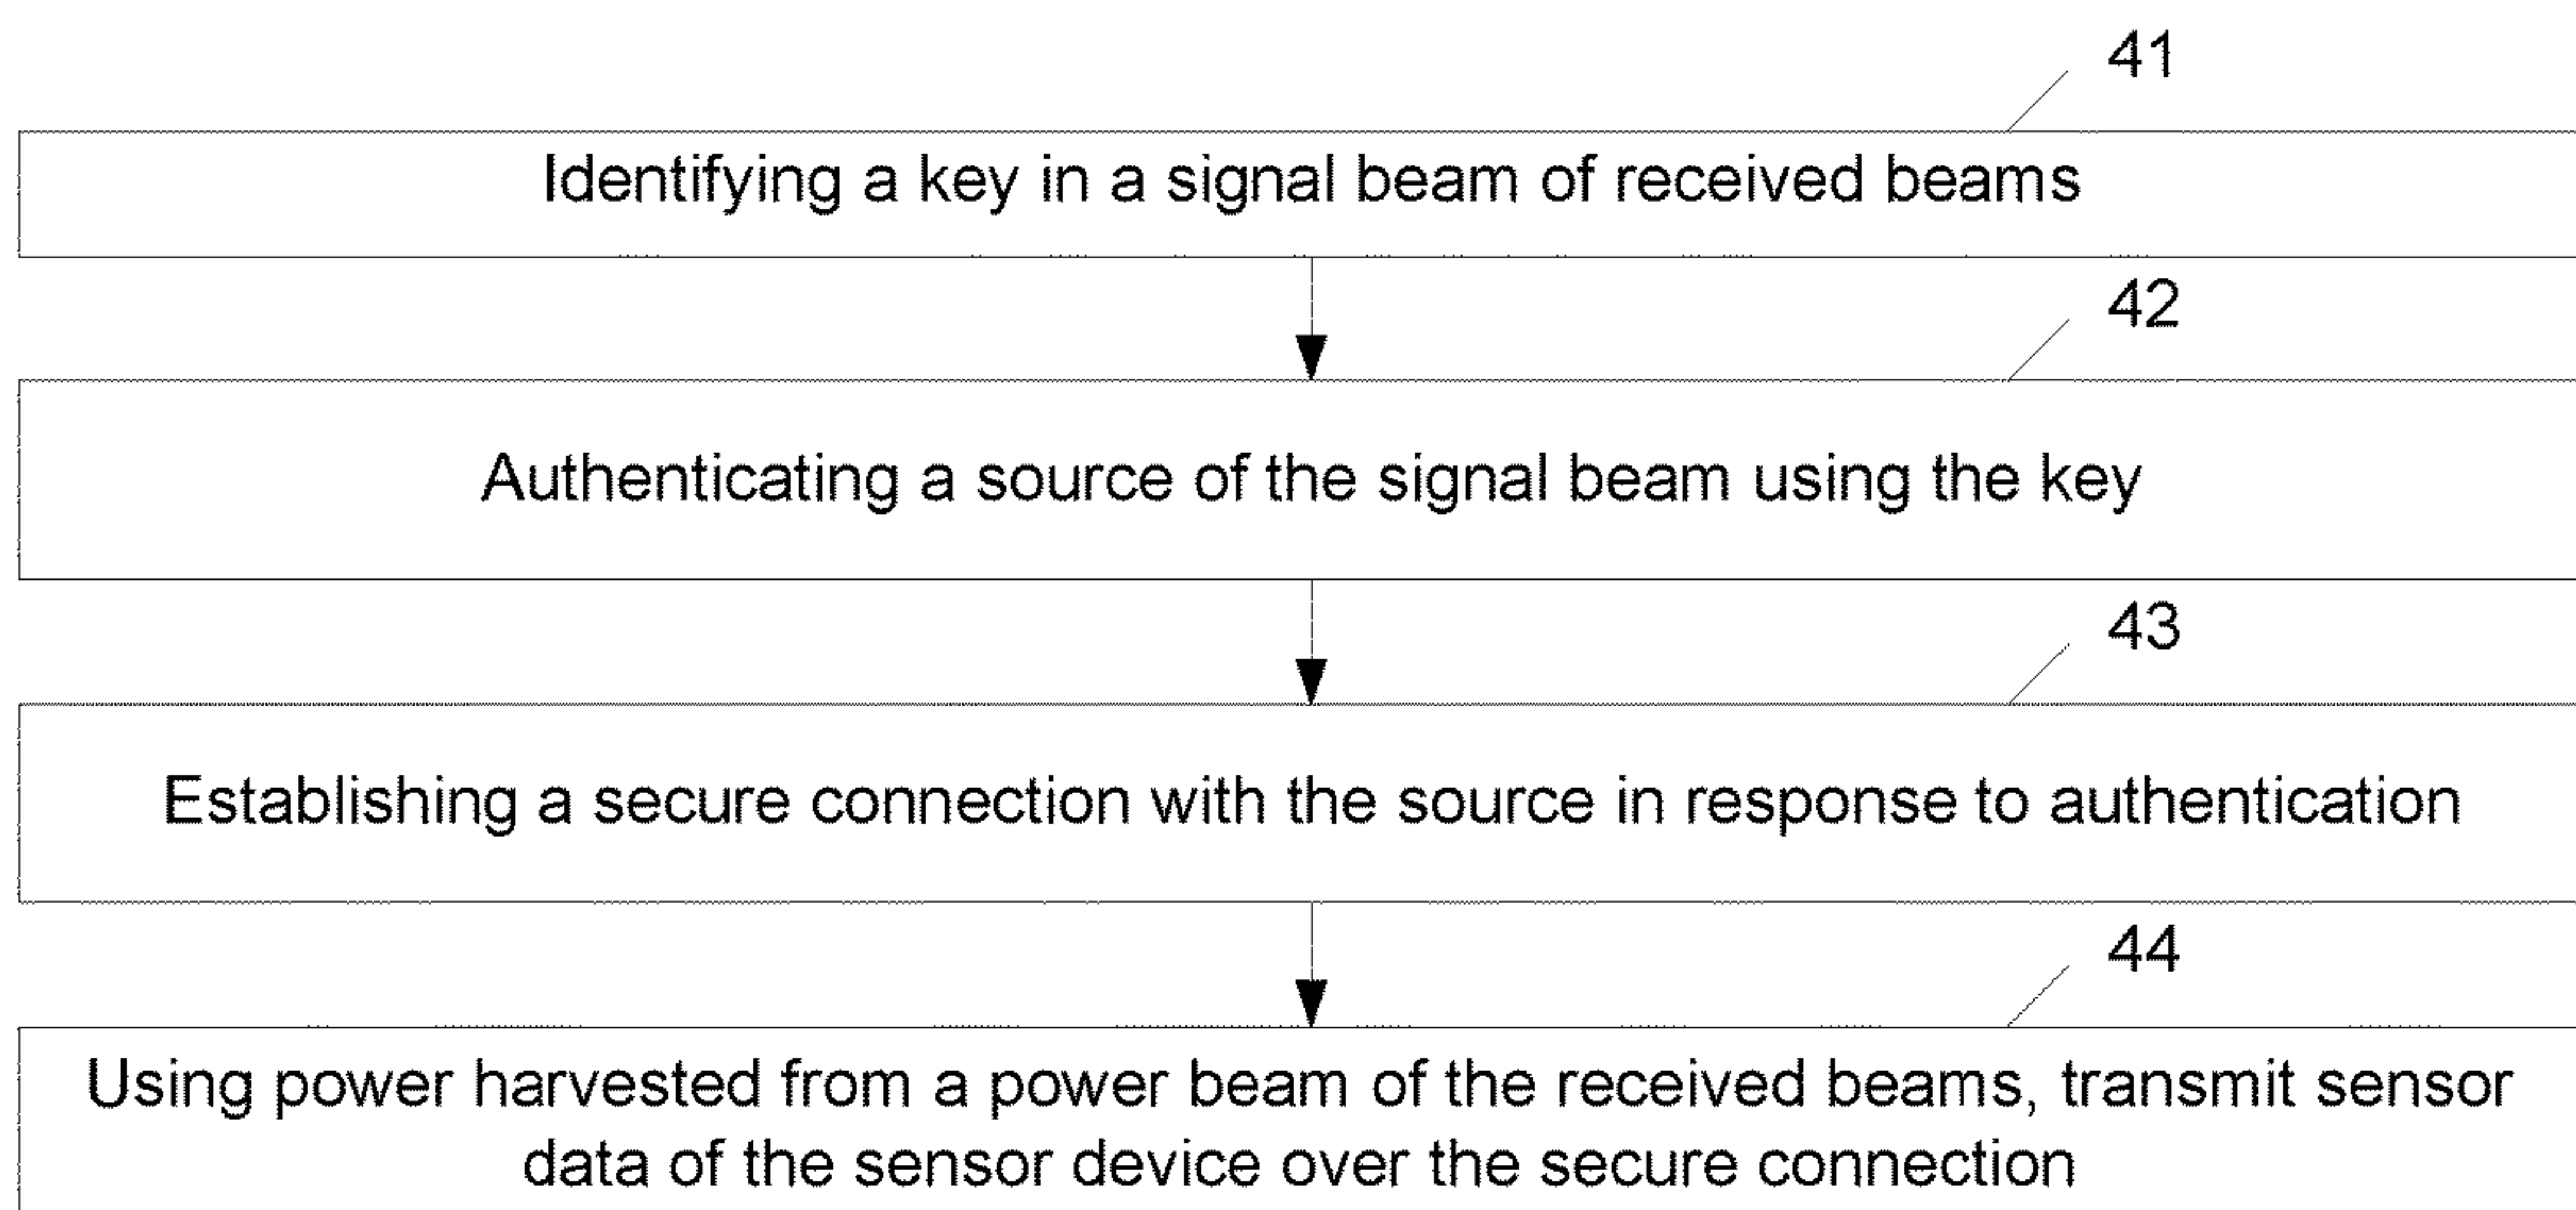 41
Identifying a key in a signal beam of received beams
42
Authenticating a source of the signal beam using the key
43
Establishing a secure connection with the source in response to authentication
44
Using power harvested from a power beam of the received beams, transmit sensor
data of the sensor device over the secure connection